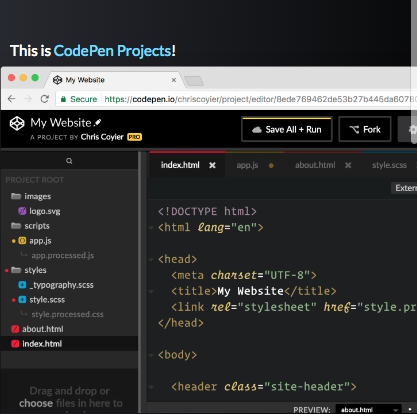 This is CodePen Projects!
My Website
Secure https://codepen.io/chriscoyier/project/editor/8ede769462de53b27b445da6078
My Website
A PROJECT BY Chris Coyier PRO
Save All + Run
Fork
index.html
app.js
about.html
style.scss
PROJECT ROOT
images
logo.svg
scripts
app.js
app.processed.js
styles
_typography.scss
style.scss
style.processed.css
about.html
index.html
Drag and drop or
choose files in here to
Extern
<!DOCTYPE html>
<html lang="en">
<head>
<meta charset="UTF-8">
<title>My Website</title>
<link rel="stylesheet" href="style.pr
</head>
<body>
<header class="site-header">
PREVIEW: about.html